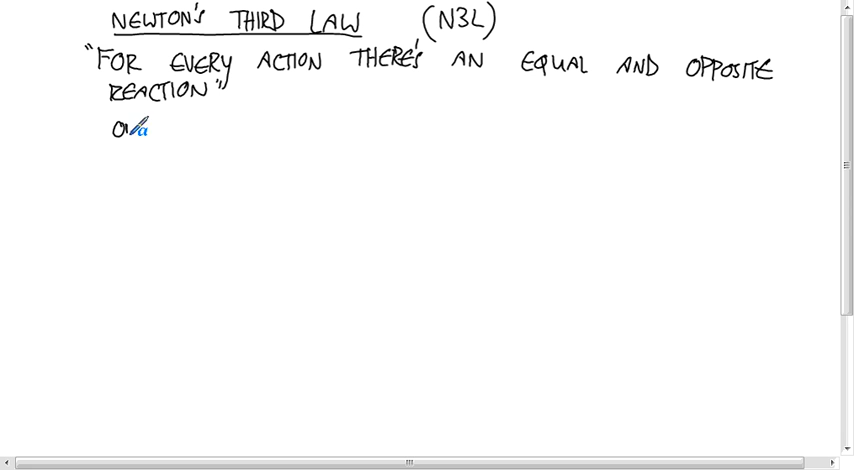 NEWTON'S THIRD LAW (N3L)
"FOR EVERY ACTION THERE'S AN EQUAL AND OPPOSITE
REACTION"